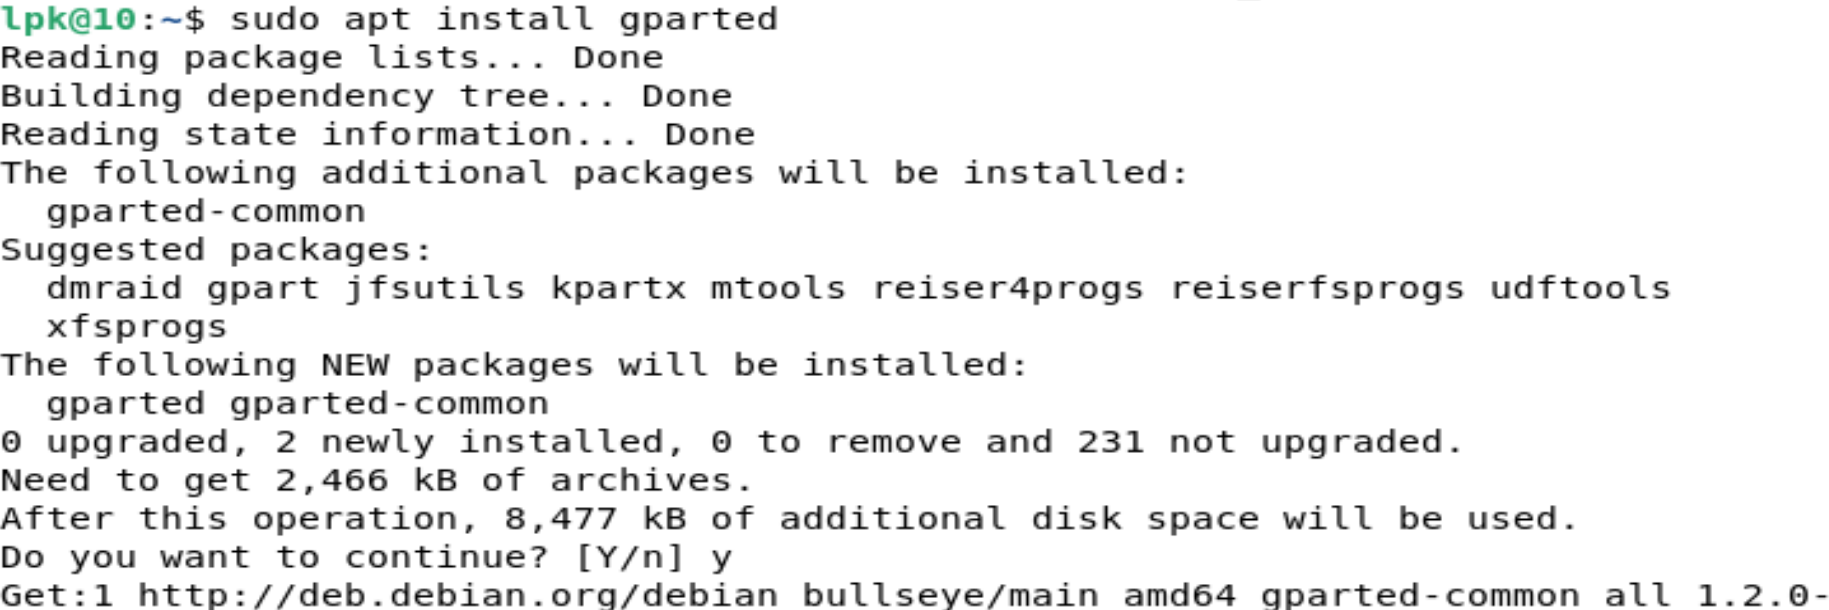 lpk@10:~$ sudo apt install gparted
Reading package lists... Done
Building dependency tree... Done
Reading state information... Done
The following additional packages will be installed:
  gparted-common
Suggested packages:
  dmraid gpart jfsutils kpartx mtools reiser4progs reiserfsprogs udftools
  xfsprogs
The following NEW packages will be installed:
  gparted gparted-common
0 upgraded, 2 newly installed, 0 to remove and 231 not upgraded.
Need to get 2,466 kB of archives.
After this operation, 8,477 kB of additional disk space will be used.
Do you want to continue? [Y/n] y
Get:1 http://deb.debian.org/debian bullseye/main amd64 gparted-common all 1.2.0-